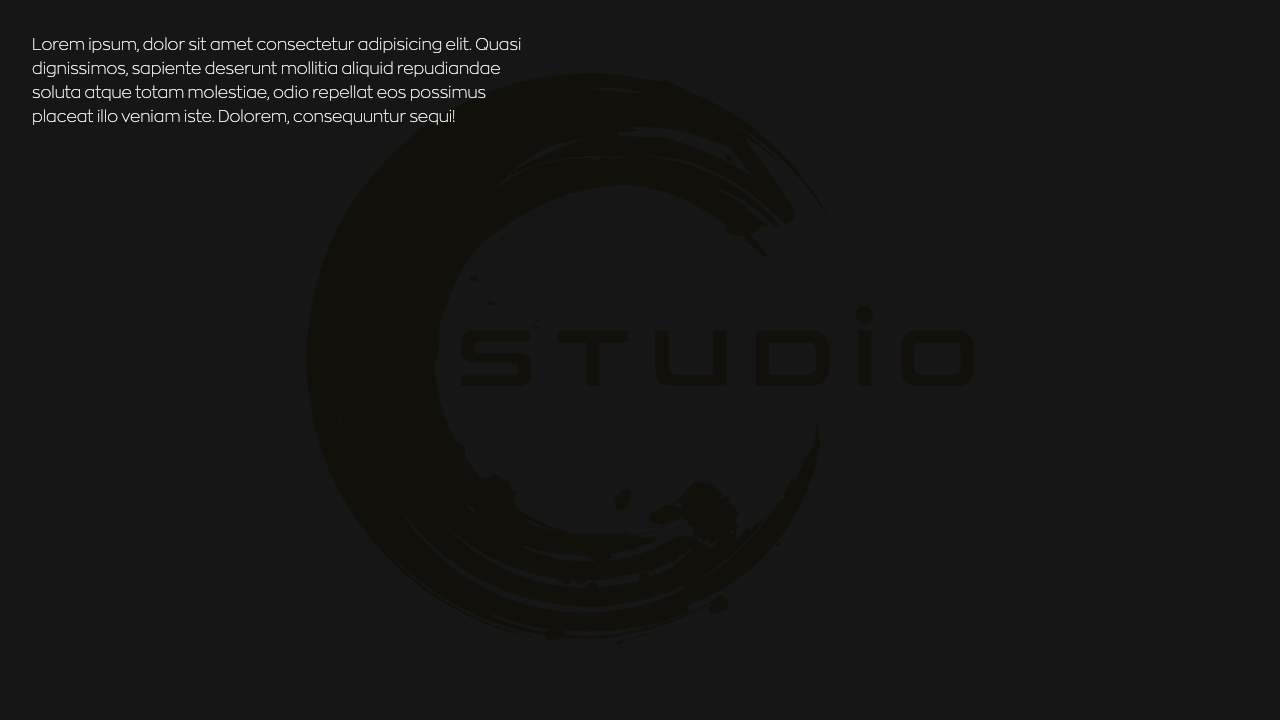 Lorem ipsum, dolor sit amet consectetur adipisicing elit. Quasi
dignissimos, sapiente deserunt mollitia aliquid repudiandae
soluta atque totam molestiae, odio repellat eos possimus
placeat illo veniam iste. Dolorem, consequuntur sequi!
STUDiO